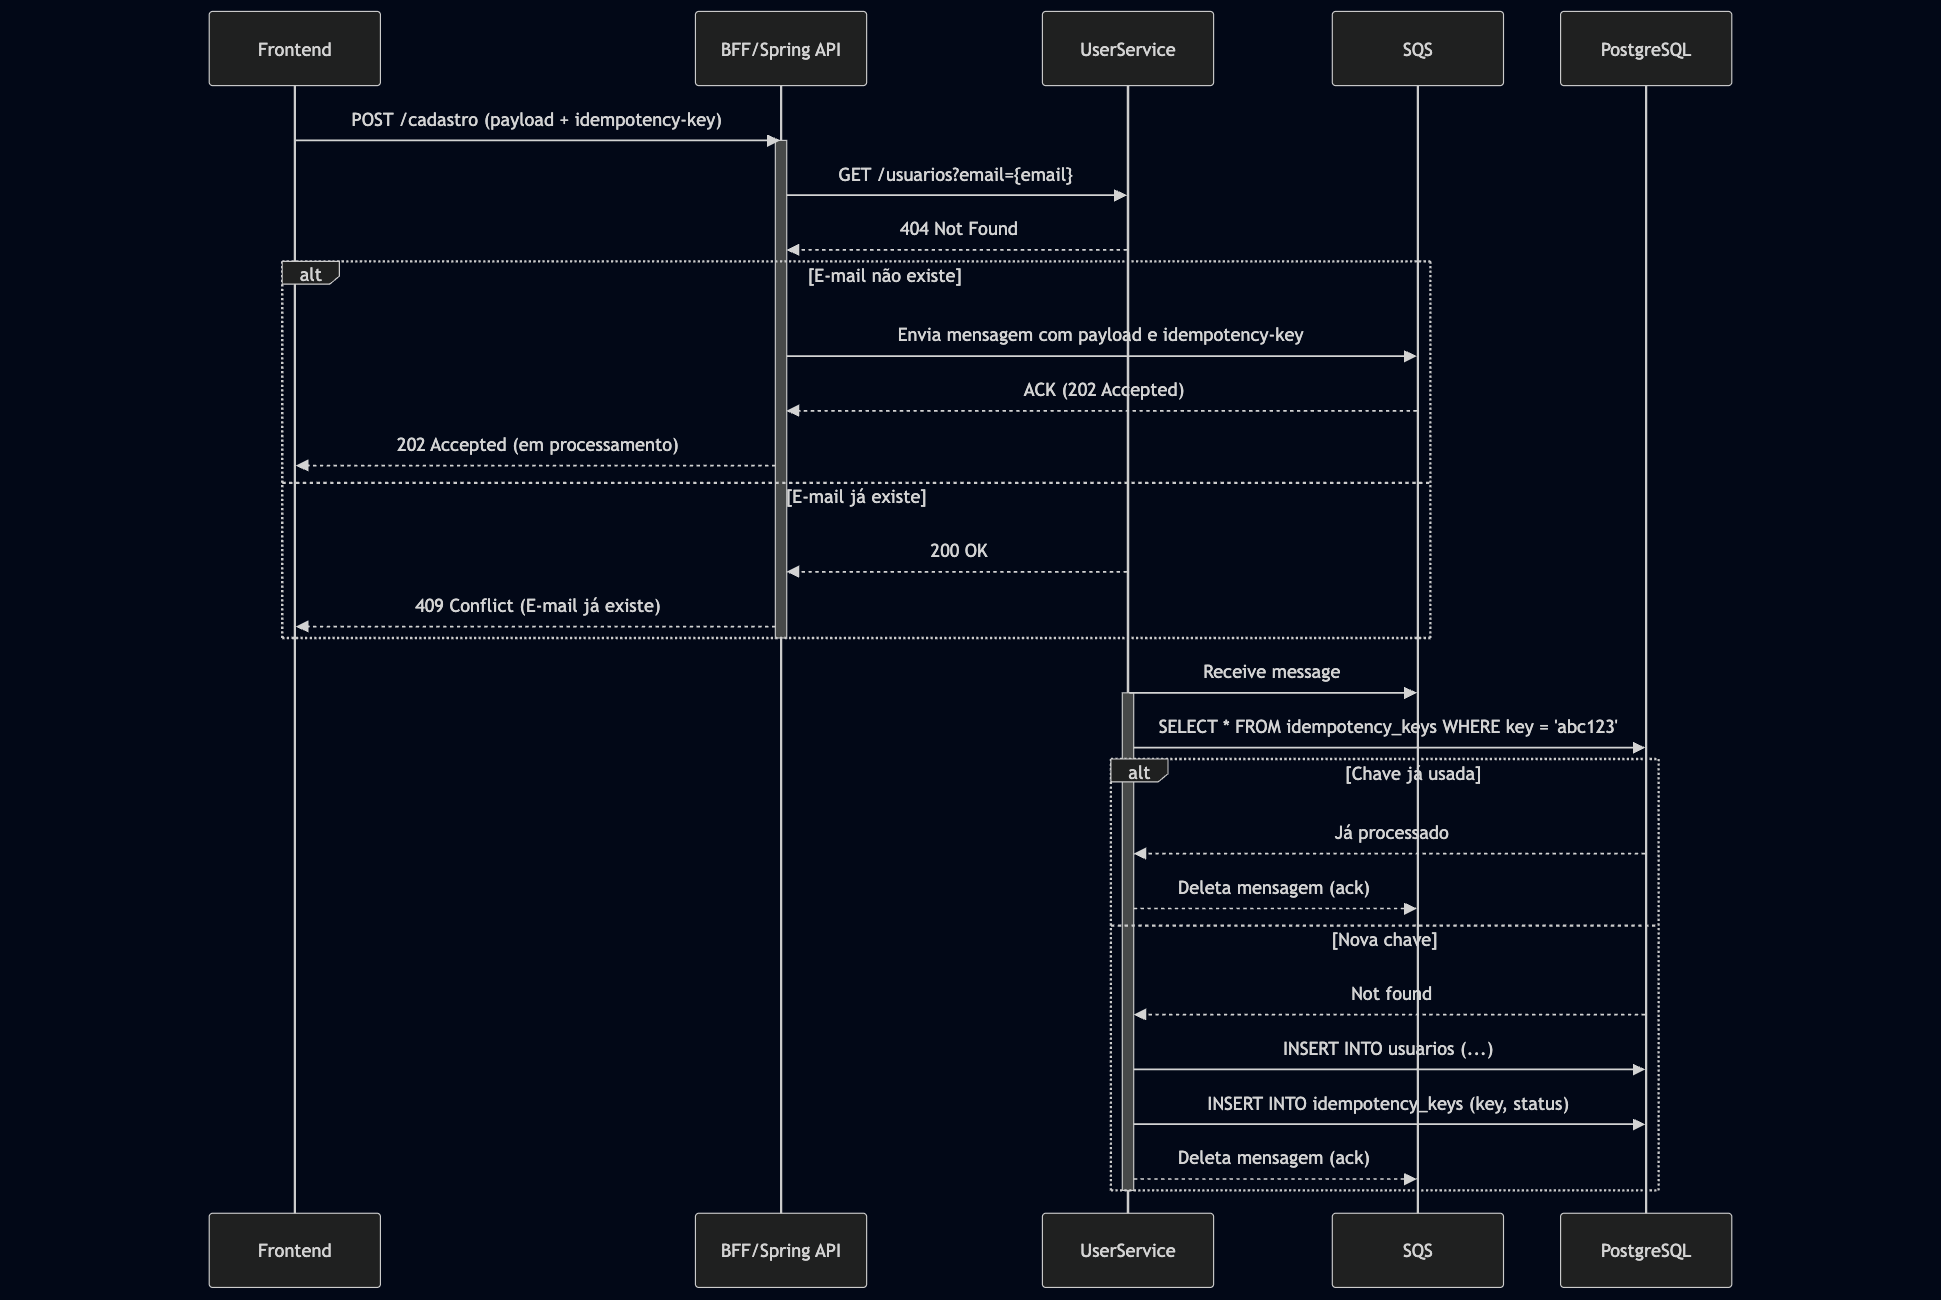 Frontend
BFF/Spring API
UserService
SQS
PostgreSQL
POST /cadastro (payload + idempotency-key)
GET /usuarios?email={email}
404 Not Found
alt
[E-mail não existe]
Envia mensagem com payload e idempotency-key
ACK (202 Accepted)
202 Accepted (em processamento)
[E-mail já existe]
200 OK
409 Conflict (E-mail já existe)
Receive message
SELECT * FROM idempotency_keys WHERE key = 'abc123'
alt
[Chave já usada]
Já processado
Deleta mensagem (ack)
[Nova chave]
Not found
INSERT INTO usuarios (...)
INSERT INTO idempotency_keys (key, status)
Deleta mensagem (ack)
Frontend
BFF/Spring API
UserService
SQS
PostgreSQL